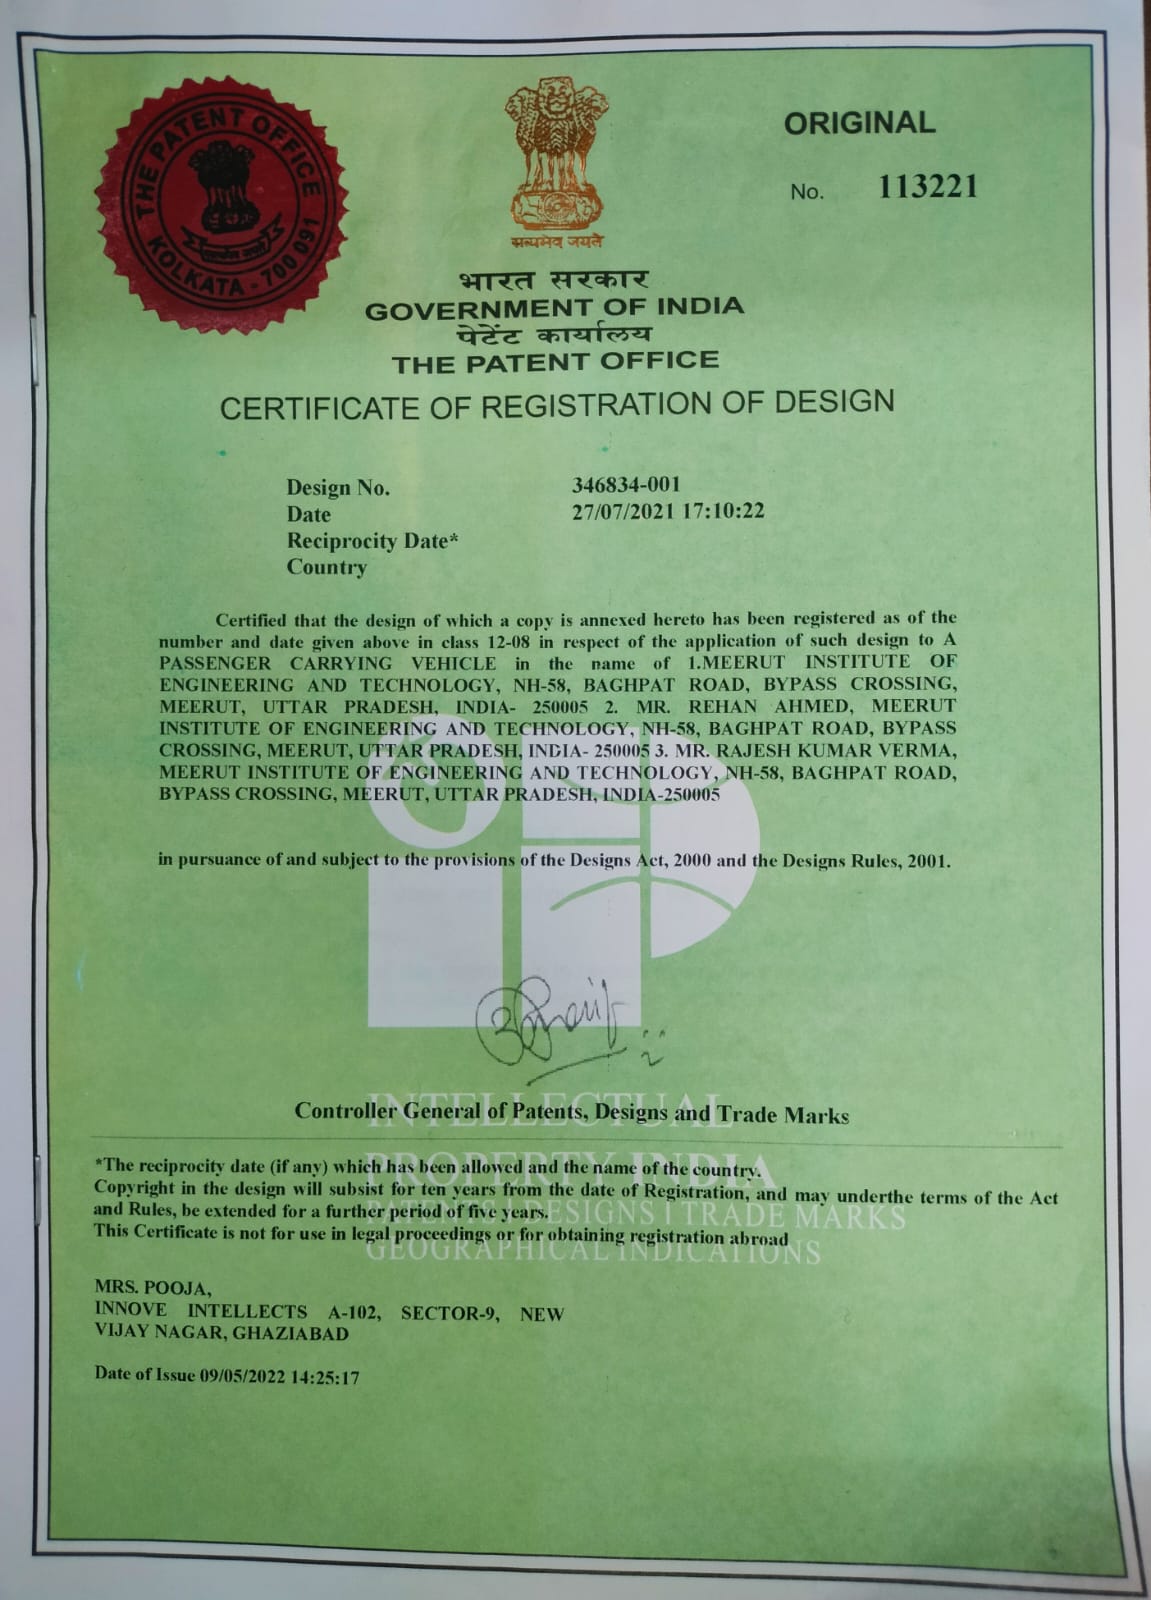 THE PATENT OFFICE
KOLKATA - 700 091
सत्यमेव जयते
ORIGINAL
No. 113221
भारत सरकार
GOVERNMENT OF INDIA
पेटेंट कार्यालय
THE PATENT OFFICE
CERTIFICATE OF REGISTRATION OF DESIGN
Design No. 346834-001
Date 27/07/2021 17:10:22
Reciprocity Date*
Country
Certified that the design of which a copy is annexed hereto has been registered as of the
number and date given above in class 12-08 in respect of the application of such design to A
PASSENGER CARRYING VEHICLE in the name of 1.MEERUT INSTITUTE OF
ENGINEERING AND TECHNOLOGY, NH-58, BAGHPAT ROAD, BYPASS CROSSING,
MEERUT, UTTAR PRADESH, INDIA- 250005 2. MR. REHAN AHMED, MEERUT
INSTITUTE OF ENGINEERING AND TECHNOLOGY, NH-58, BAGHPAT ROAD, BYPASS
CROSSING, MEERUT, UTTAR PRADESH, INDIA- 250005 3. MR. RAJESH KUMAR VERMA,
MEERUT INSTITUTE OF ENGINEERING AND TECHNOLOGY, NH-58, BAGHPAT ROAD,
BYPASS CROSSING, MEERUT, UTTAR PRADESH, INDIA-250005
in pursuance of and subject to the provisions of the Designs Act, 2000 and the Designs Rules, 2001.
INTELLECTUAL
Controller General of Patents, Designs and Trade Marks
PROPERTY INDIA
*The reciprocity date (if any) which has been allowed and the name of the country.
Copyright in the design will subsist for ten years from the date of Registration, and may underthe terms of the Act
and Rules, be extended for a further period of five years.
PATENTS | DESIGNS | TRADE MARKS
This Certificate is not for use in legal proceedings or for obtaining registration abroad
GEOGRAPHICAL INDICATIONS
MRS. POOJA,
INNOVE INTELLECTS A-102, SECTOR-9, NEW
VIJAY NAGAR, GHAZIABAD
Date of Issue 09/05/2022 14:25:17